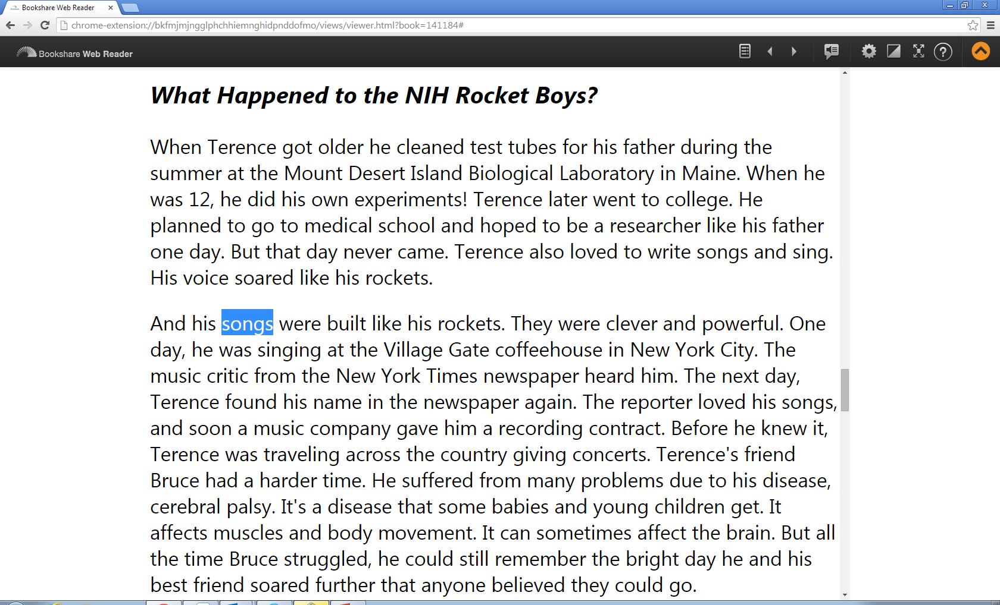 Bookshare Web Reader
chrome-extension://bkfmjmjngglphchhiemnghidpnddofmo/views/viewer.html?book=141184#
Bookshare Web Reader
What Happened to the NIH Rocket Boys?
When Terence got older he cleaned test tubes for his father during the
summer at the Mount Desert Island Biological Laboratory in Maine. When he
was 12, he did his own experiments! Terence later went to college. He
planned to go to medical school and hoped to be a researcher like his father
one day. But that day never came. Terence also loved to write songs and sing.
His voice soared like his rockets.
And his songs were built like his rockets. They were clever and powerful. One
day, he was singing at the Village Gate coffeehouse in New York City. The
music critic from the New York Times newspaper heard him. The next day,
Terence found his name in the newspaper again. The reporter loved his songs,
and soon a music company gave him a recording contract. Before he knew it,
Terence was traveling across the country giving concerts. Terence's friend
Bruce had a harder time. He suffered from many problems due to his disease,
cerebral palsy. It's a disease that some babies and young children get. It
affects muscles and body movement. It can sometimes affect the brain. But all
the time Bruce struggled, he could still remember the bright day he and his
best friend soared further that anyone believed they could go.